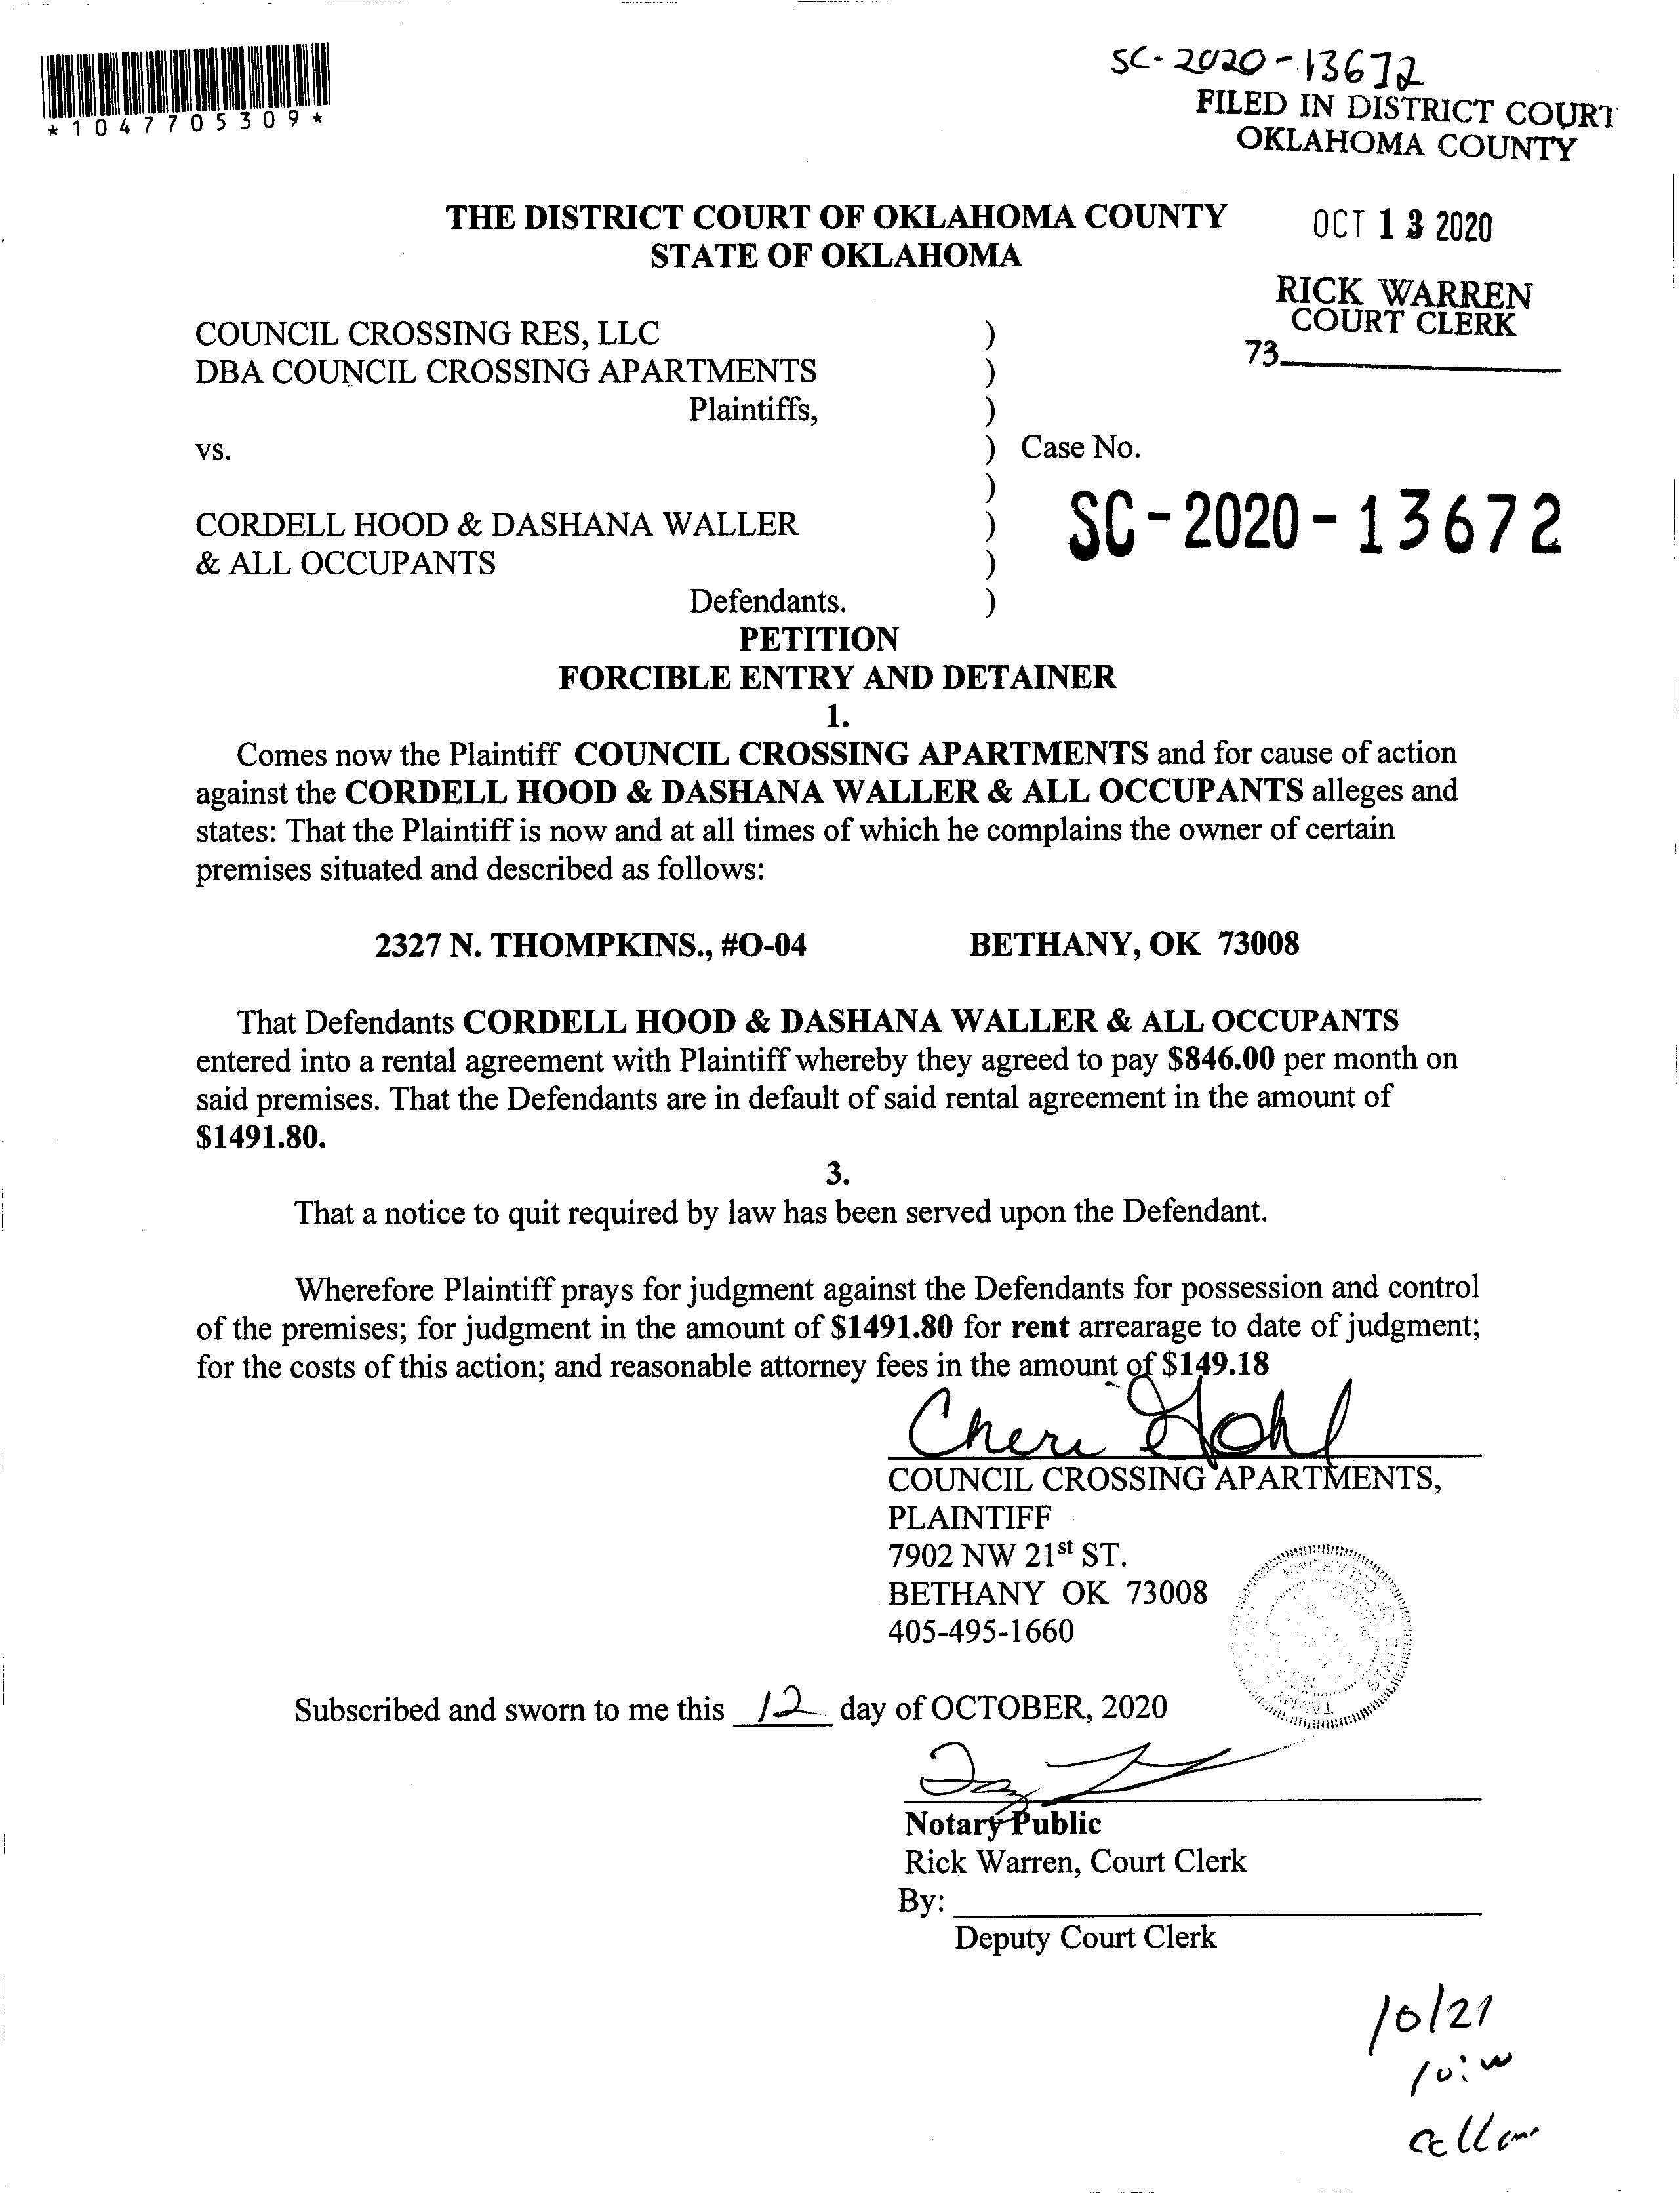 *1047705309*
SC-2020-13672
FILED IN DISTRICT COURT
OKLAHOMA COUNTY
THE DISTRICT COURT OF OKLAHOMA COUNTY
STATE OF OKLAHOMA
OCT 13 2020
RICK WARREN
COURT CLERK
73
COUNCIL CROSSING RES, LLC )
DBA COUNCIL CROSSING APARTMENTS )
Plaintiffs, )
vs. ) Case No.
)
CORDELL HOOD & DASHANA WALLER ) SC-2020-13672
& ALL OCCUPANTS )
Defendants. )
PETITION
FORCIBLE ENTRY AND DETAINER
1.
Comes now the Plaintiff COUNCIL CROSSING APARTMENTS and for cause of action
against the CORDELL HOOD & DASHANA WALLER & ALL OCCUPANTS alleges and
states: That the Plaintiff is now and at all times of which he complains the owner of certain
premises situated and described as follows:
2327 N. THOMPKINS., #O-04 BETHANY, OK 73008
That Defendants CORDELL HOOD & DASHANA WALLER & ALL OCCUPANTS
entered into a rental agreement with Plaintiff whereby they agreed to pay $846.00 per month on
said premises. That the Defendants are in default of said rental agreement in the amount of
$1491.80.
3.
That a notice to quit required by law has been served upon the Defendant.
Wherefore Plaintiff prays for judgment against the Defendants for possession and control
of the premises; for judgment in the amount of $1491.80 for rent arrearage to date of judgment;
for the costs of this action; and reasonable attorney fees in the amount of $149.18
Cheri Hohl
COUNCIL CROSSING APARTMENTS,
PLAINTIFF
7902 NW 21st ST.
BETHANY OK 73008
405-495-1660
STATE OF OKLAHOMA
TAMMY
Subscribed and sworn to me this 12 day of OCTOBER, 2020
Notary Public
Rick Warren, Court Clerk
By:
Deputy Court Clerk
10/21